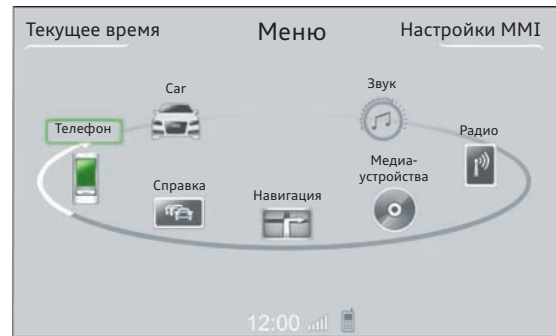 Текущее время
Меню
Настройки MMI
Car
Звук
Телефон
Радио
Медиа-
устройства
Справка
Навигация
12:00